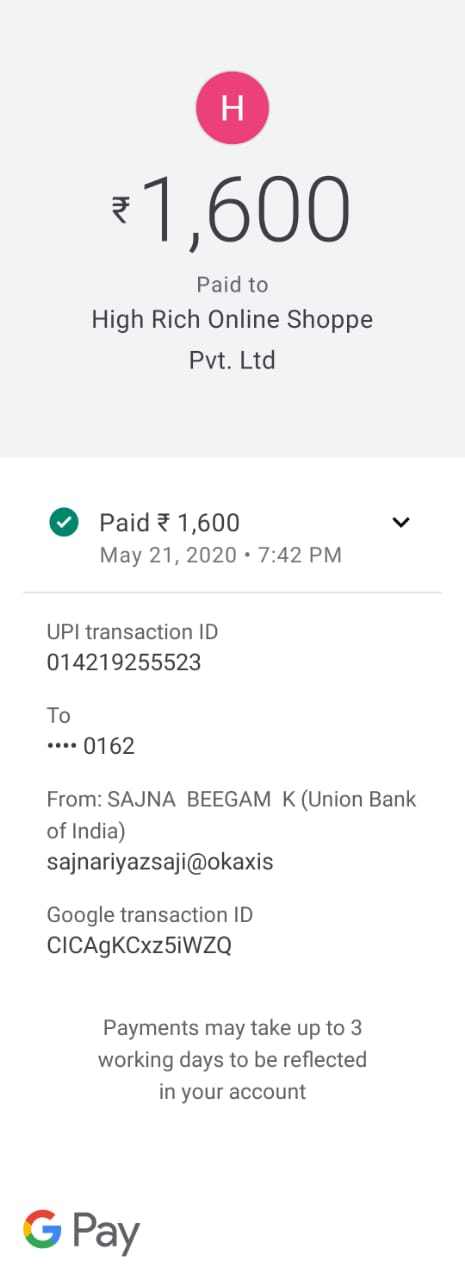 H
₹1,600
Paid to
High Rich Online Shoppe
Pvt. Ltd
Paid ₹ 1,600
May 21, 2020 • 7:42 PM
UPI transaction ID
014219255523
To
•••• 0162
From: SAJNA  BEEGAM  K (Union Bank
of India)
sajnariyazsaji@okaxis
Google transaction ID
CICAgKCxz5iWZQ
Payments may take up to 3
working days to be reflected
in your account
G Pay